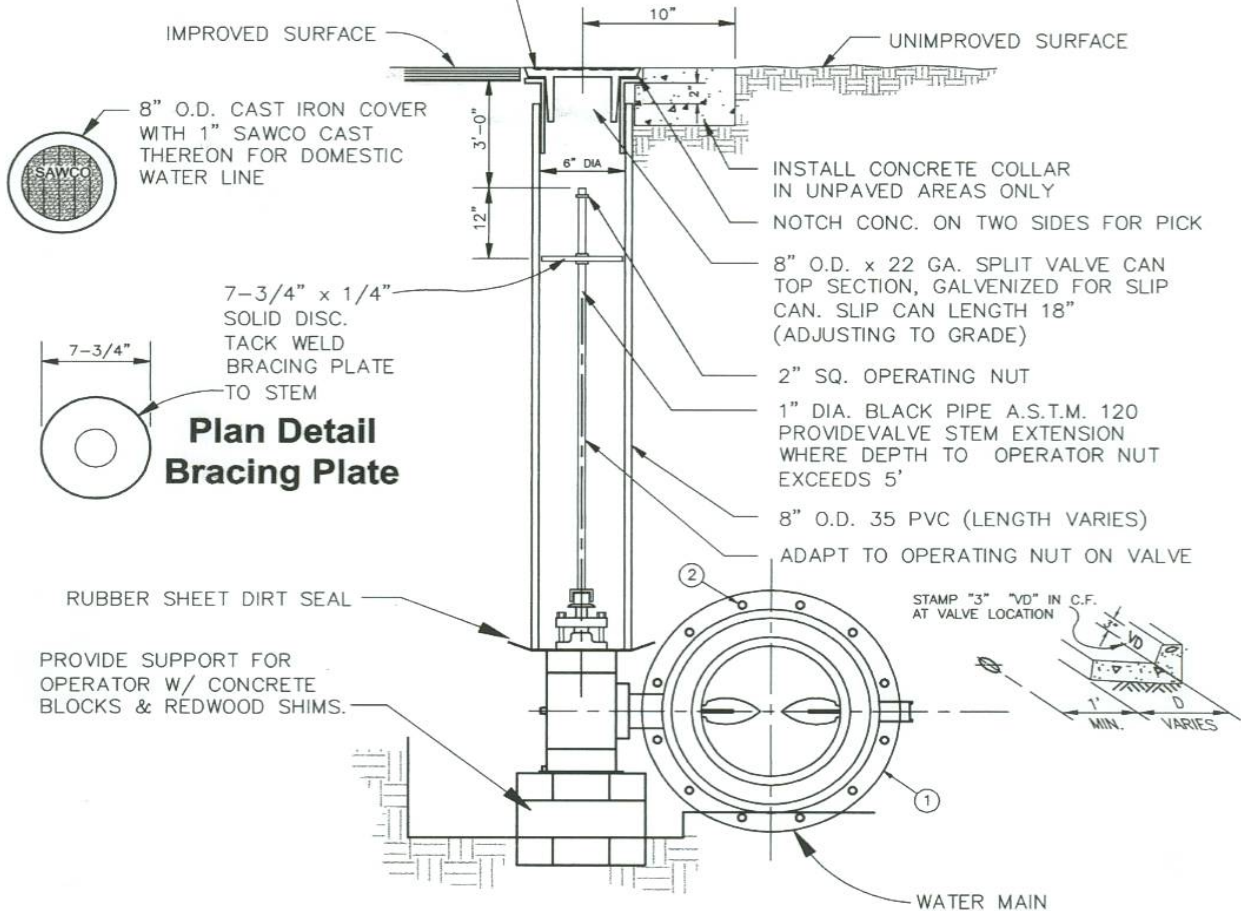 10"
IMPROVED SURFACE
UNIMPROVED SURFACE
8" O.D. CAST IRON COVER
WITH 1" SAWCO CAST
THEREON FOR DOMESTIC
WATER LINE
SAWCO
3'-0"
2"
6" DIA
12"
INSTALL CONCRETE COLLAR
IN UNPAVED AREAS ONLY
NOTCH CONC. ON TWO SIDES FOR PICK
8" O.D. x 22 GA. SPLIT VALVE CAN
TOP SECTION, GALVENIZED FOR SLIP
CAN. SLIP CAN LENGTH 18"
(ADJUSTING TO GRADE)
7-3/4" x 1/4"
SOLID DISC.
TACK WELD
BRACING PLATE
TO STEM
7-3/4"
Plan Detail
Bracing Plate
2" SQ. OPERATING NUT
1" DIA. BLACK PIPE A.S.T.M. 120
PROVIDEVALVE STEM EXTENSION
WHERE DEPTH TO OPERATOR NUT
EXCEEDS 5'
8" O.D. 35 PVC (LENGTH VARIES)
ADAPT TO OPERATING NUT ON VALVE
RUBBER SHEET DIRT SEAL
2
STAMP "3" "VD" IN C.F.
AT VALVE LOCATION
3"
VD
1'
MIN.
D
VARIES
PROVIDE SUPPORT FOR
OPERATOR W/ CONCRETE
BLOCKS & REDWOOD SHIMS.
1
WATER MAIN